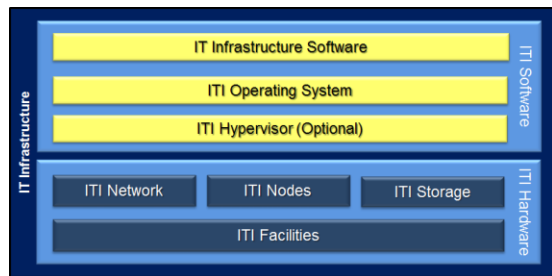 IT Infrastructure
IT Infrastructure Software
ITI Operating System
ITI Hypervisor (Optional)
ITI Software
ITI Network
ITI Nodes
ITI Storage
ITI Facilities
ITI Hardware